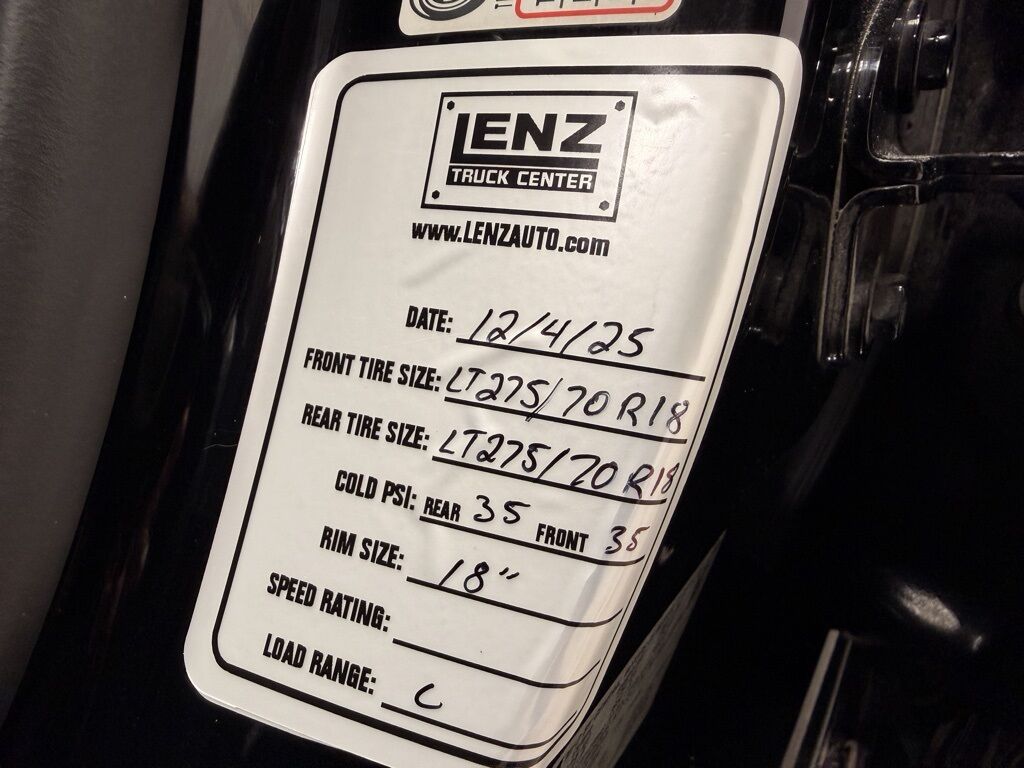 LENZ
TRUCK CENTER
www.LENZAUTO.com
DATE: 12/4/25
FRONT TIRE SIZE: LT275/70 R18
REAR TIRE SIZE: LT275/70 R18
COLD PSI: REAR 35 FRONT 35
RIM SIZE: 18"
SPEED RATING:
LOAD RANGE: C